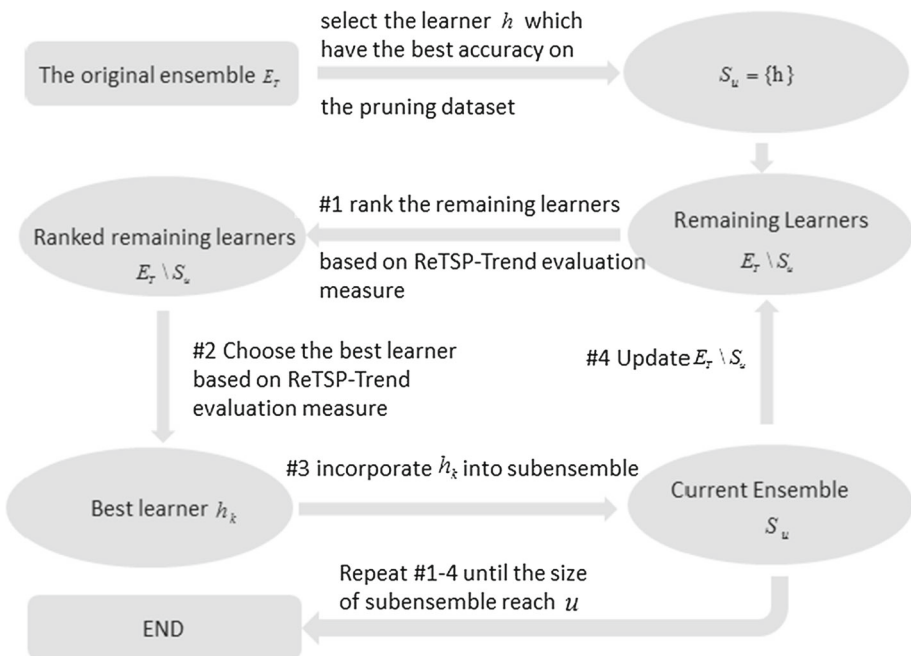 select the learner h which
have the best accuracy on
The original ensemble E_T
S_u = {h}
the pruning dataset
#1 rank the remaining learners
Remaining Learners
Ranked remaining learners
E_T \ S_u
E_T \ S_u
based on ReTSP-Trend evaluation
measure
#2 Choose the best learner
based on ReTSP-Trend
evaluation measure
#4 Update E_T \ S_u
#3 incorporate h_k into subensemble
Current Ensemble
Best learner h_k
S_u
Repeat #1-4 until the size
of subensemble reach u
END